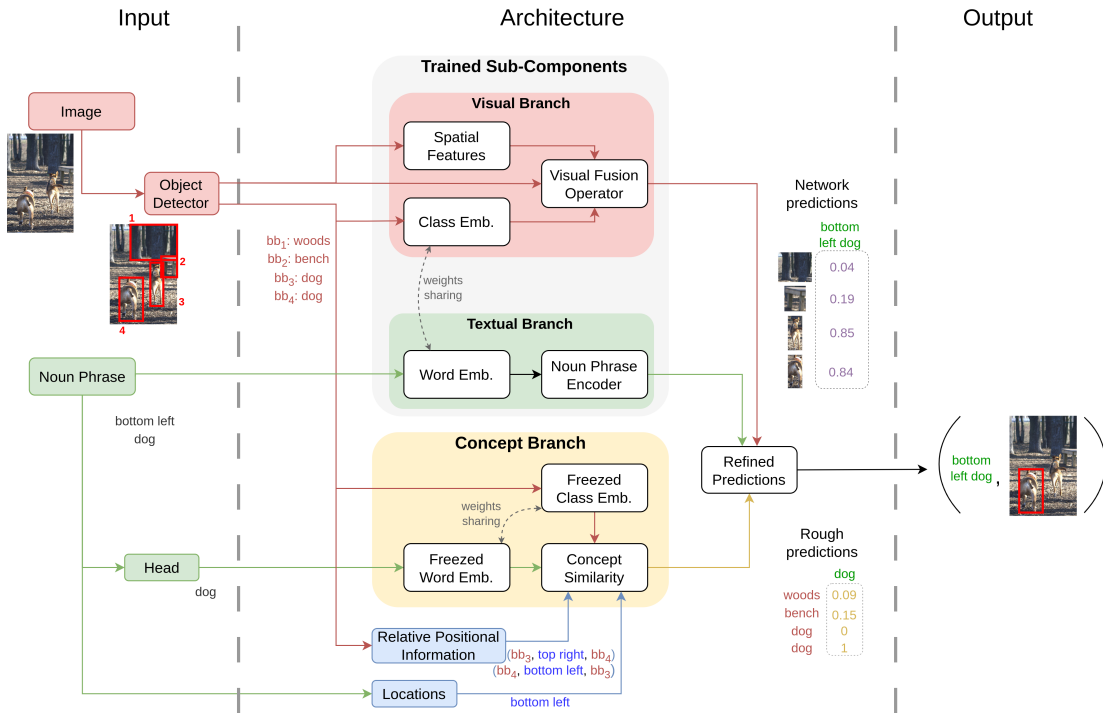 Input
Architecture
Output
Trained Sub-Components
Visual Branch
Image
Spatial
Features
Visual Fusion
Operator
Object
Detector
Class Emb.
1
2
3
4
bb1: woods
bb2: bench
bb3: dog
bb4: dog
weights
sharing
Network
predictions
bottom
left dog
0.04
0.19
0.85
0.84
Textual Branch
Noun Phrase
Word Emb.
Noun Phrase
Encoder
bottom left
dog
Concept Branch
Freezed
Class Emb.
weights
sharing
Refined
Predictions
( bottom
left dog , )
Head
dog
Freezed
Word Emb.
Concept
Similarity
Rough
predictions
dog
woods 0.09
bench 0.15
dog 0
dog 1
Relative Positional
Information
(bb3, top right, bb4)
(bb4, bottom left, bb3)
Locations
bottom left